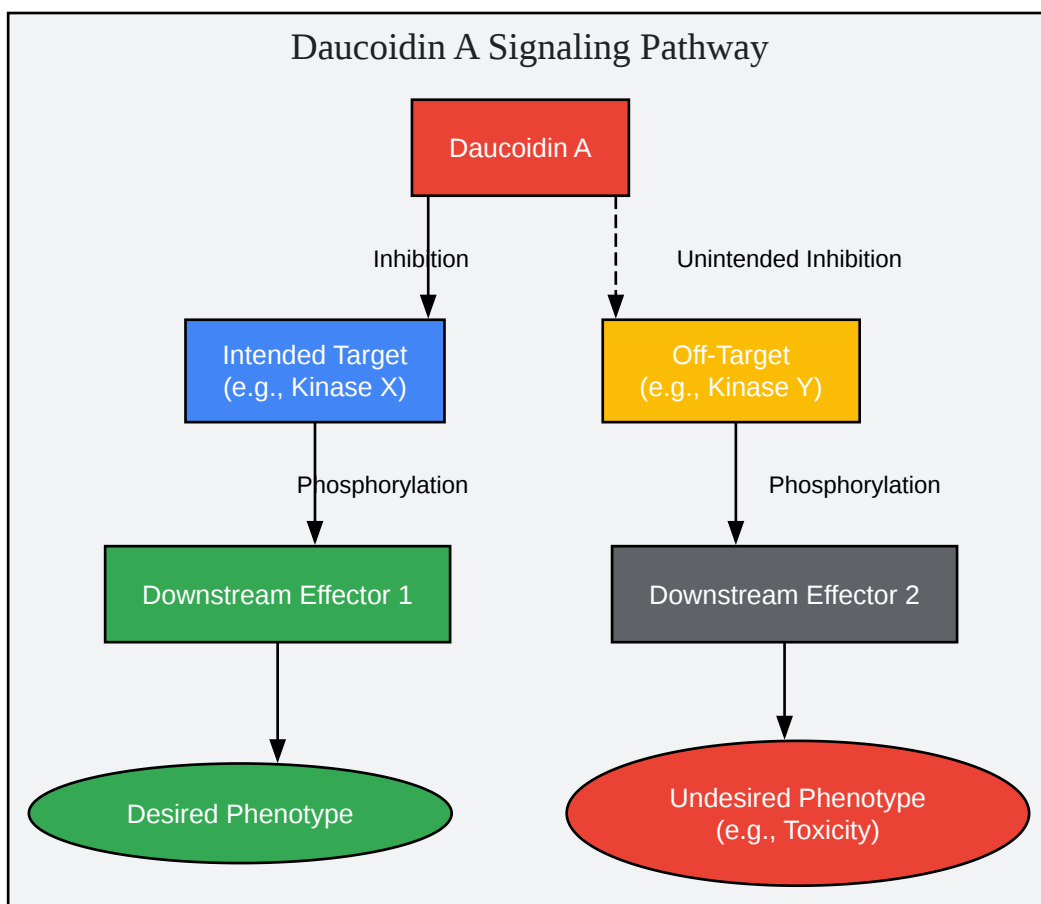 Daucoidin A Signaling Pathway
Daucoidin A
Inhibition
Unintended Inhibition
Intended Target
(e.g., Kinase X)
Off-Target
(e.g., Kinase Y)
Phosphorylation
Phosphorylation
Downstream Effector 1
Downstream Effector 2
Desired Phenotype
Undesired Phenotype
(e.g., Toxicity)